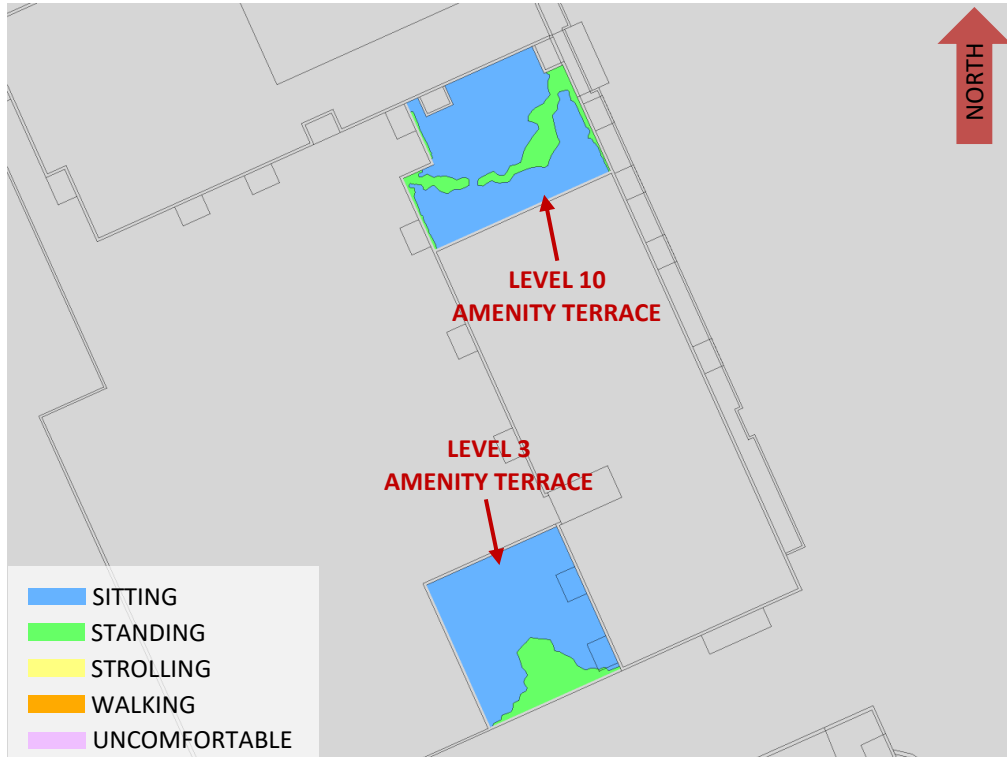 NORTH
LEVEL 10
AMENITY TERRACE
LEVEL 3
AMENITY TERRACE
SITTING
STANDING
STROLLING
WALKING
UNCOMFORTABLE